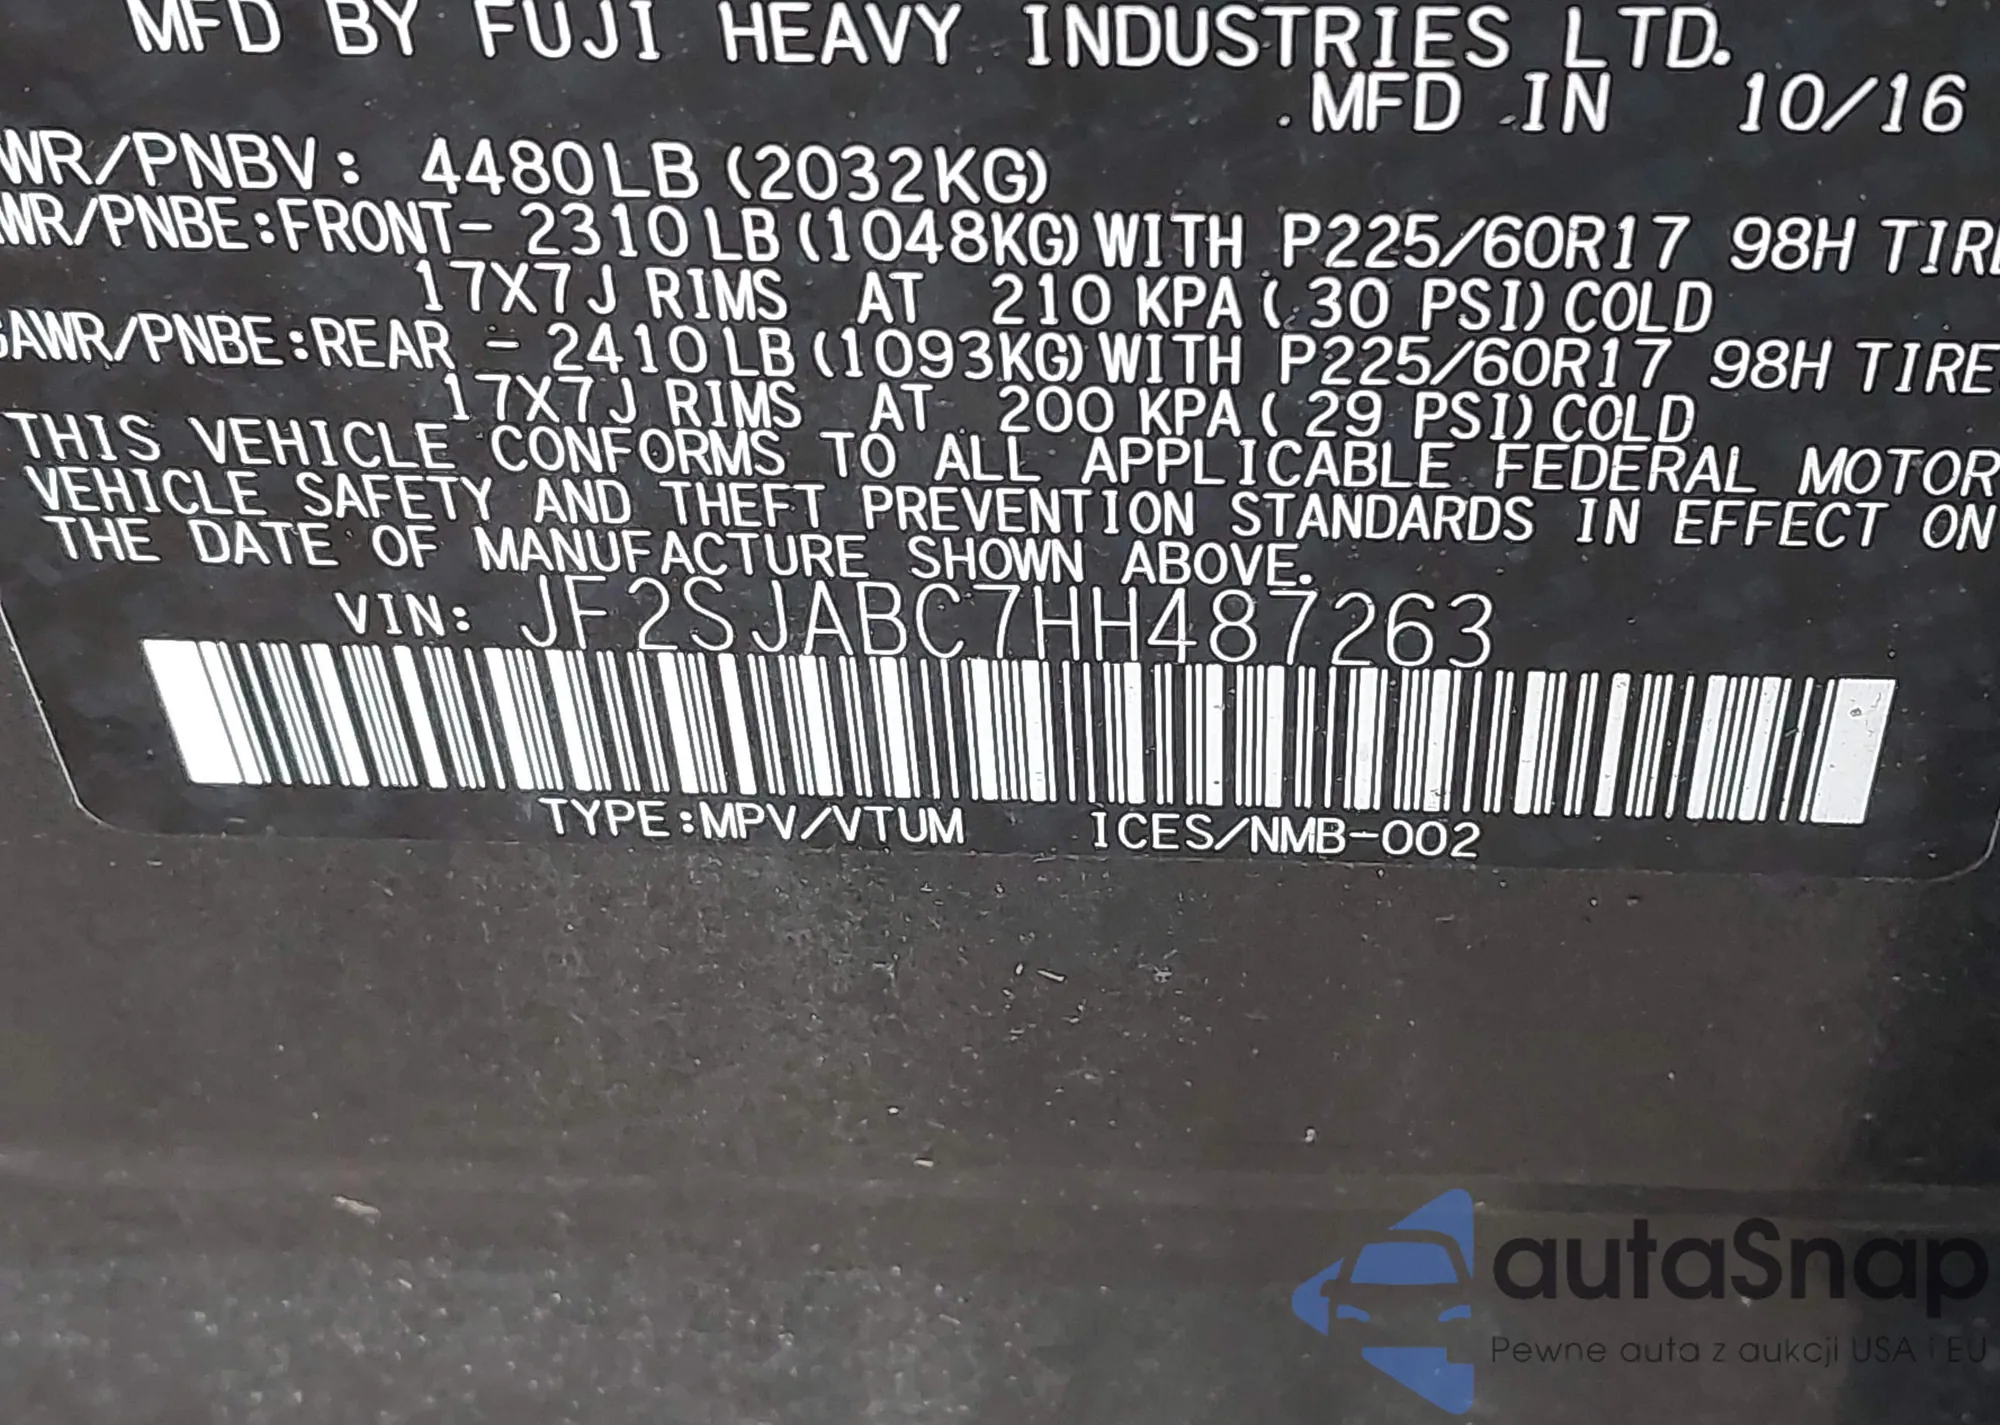 MFD BY FUJI HEAVY INDUSTRIES LTD.
MFD IN 10/16
WR/PNBV: 4480LB (2032KG)
WR/PNBE:FRONT- 2310LB (1048KG) WITH P225/60R17 98H TIRE
17X7J RIMS AT 210 KPA ( 30 PSI) COLD
GAWR/PNBE:REAR - 2410LB (1093KG) WITH P225/60R17 98H TIRE
17X7J RIMS AT 200 KPA ( 29 PSI) COLD
THIS VEHICLE CONFORMS TO ALL APPLICABLE FEDERAL MOTOR
VEHICLE SAFETY AND THEFT PREVENTION STANDARDS IN EFFECT ON
THE DATE OF MANUFACTURE SHOWN ABOVE.
VIN: JF2SJABC7HH487263
TYPE:MPV/VTUM ICES/NMB-002
autaSnap
Pewne auta z aukcji USA i EU